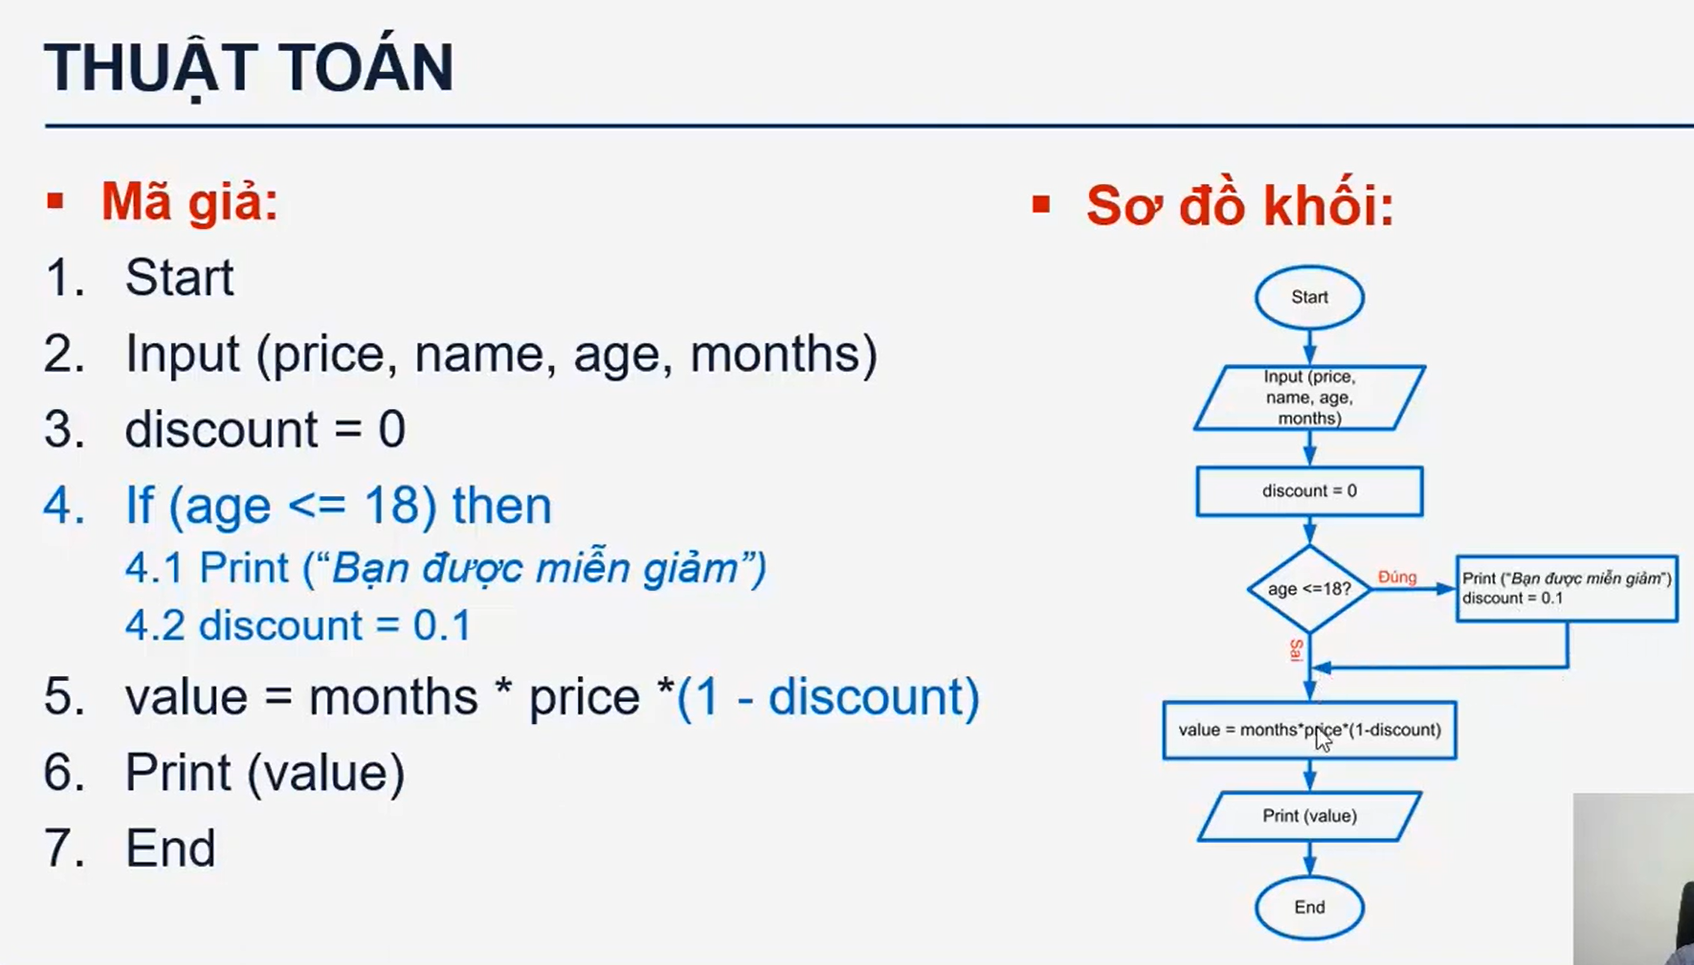 THUẬT TOÁN
▪ Mã giả:
1. Start
2. Input (price, name, age, months)
3. discount = 0
4. If (age <= 18) then
4.1 Print (“Bạn được miễn giảm”)
4.2 discount = 0.1
5. value = months * price *(1 - discount)
6. Print (value)
7. End
▪ Sơ đồ khối:
Start
Input (price,
name, age,
months)
discount = 0
age <=18?
Đúng
Print (“Bạn được miễn giảm”)
discount = 0.1
Sai
value = months*price*(1-discount)
Print (value)
End